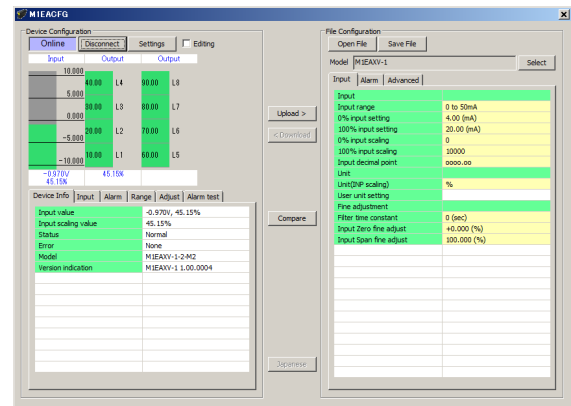 M1EACFG
Device Configuration
Online Disconnect Settings Editing
Input Output Output
10.000
5.000
0.000
-5.000
-10.000
40.00 L4 90.00 L8
30.00 L3 80.00 L7
20.00 L2 70.00 L6
10.00 L1 60.00 L5
-0.970V 45.15%
45.15%
Device Info Input Alarm Range Adjust Alarm test
Input value -0.970V, 45.15%
Input scaling value 45.15%
Status Normal
Error None
Model M1EAXV-1-2-M2
Version indication M1EAXV-1 1.00.0004
Upload >
< Download
Compare
Japenese
File Configuration
Open File Save File
Model M1EAXV-1 Select
Input Alarm Advanced
Input
Input range 0 to 50mA
0% input setting 4.00 (mA)
100% input setting 20.00 (mA)
0% input scaling 0
100% input scaling 10000
Input decimal point oooo.oo
Unit
Unit(INP scaling) %
User unit setting
Fine adjustment
Filter time constant 0 (sec)
Input Zero fine adjust +0.000 (%)
Input Span fine adjust 100.000 (%)